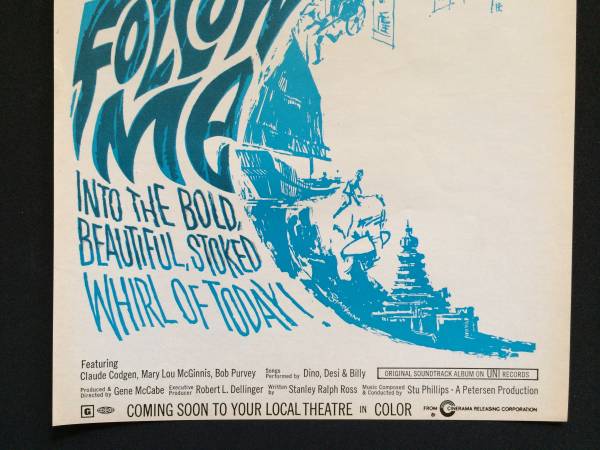 FOLLOW
ME
INTO THE BOLD,
BEAUTIFUL, STOKED
WHIRL OF TODAY!
Featuring
Claude Codgen, Mary Lou McGinnis, Bob Purvey Songs Performed by Dino, Desi & Billy ORIGINAL SOUNDTRACK ALBUM ON UNI RECORDS
Produced & Directed by Gene McCabe Executive Producer Robert L. Dellinger Written by Stanley Ralph Ross Music Composed & Conducted by Stu Phillips - A Petersen Production
G COMING SOON TO YOUR LOCAL THEATRE IN COLOR FROM CINERAMA RELEASING CORPORATION